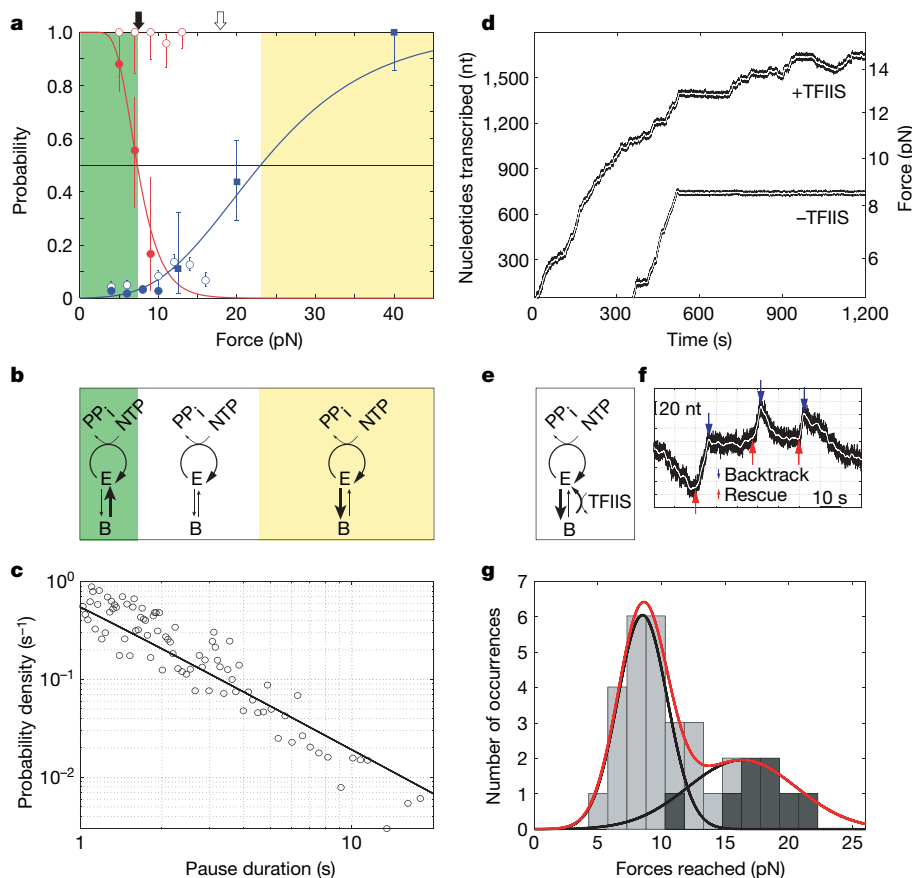 a
1.0
0.8
0.6
0.4
0.2
0
Probability
0 10 20 30 40
Force (pN)
d
1,800
1,500
1,200
900
600
300
Nucleotides transcribed (nt)
+TFIIS
–TFIIS
14
13
12
10
8
6
Force (pN)
0 300 600 900 1,200
Time (s)
b
PPi NTP
E
B
PPi NTP
E
B
PPi NTP
E
B
e
PPi NTP
E
TFIIS
B
f
20 nt
Backtrack
Rescue
10 s
c
10⁰
10⁻¹
10⁻²
Probability density (s⁻¹)
1 10
Pause duration (s)
g
7
6
5
4
3
2
1
0
Number of occurrences
0 5 10 15 20 25
Forces reached (pN)